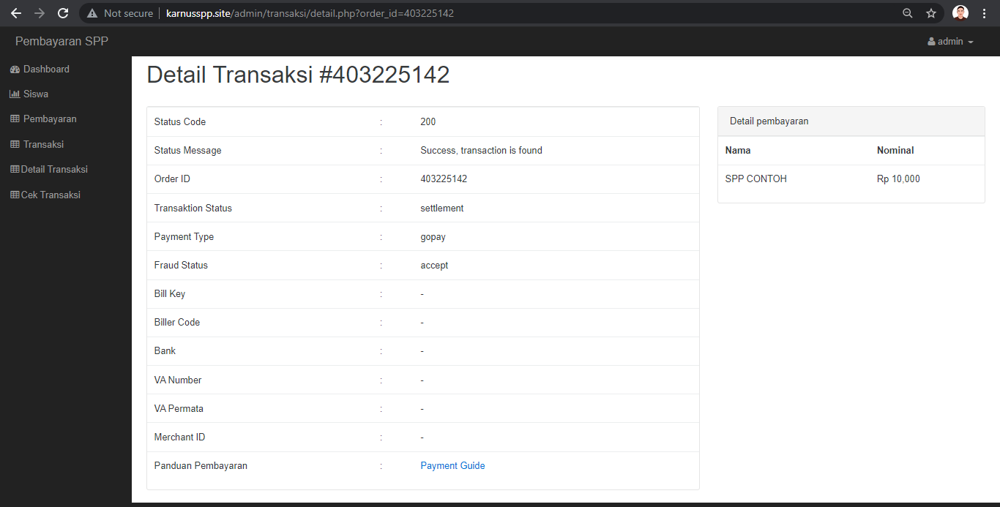 Not secure | karnusspp.site/admin/transaksi/detail.php?order_id=403225142
Pembayaran SPP
admin
Dashboard
Siswa
Pembayaran
Transaksi
Detail Transaksi
Cek Transaksi
Detail Transaksi #403225142
Status Code : 200
Status Message : Success, transaction is found
Order ID : 403225142
Transaktion Status : settlement
Payment Type : gopay
Fraud Status : accept
Bill Key : -
Biller Code : -
Bank : -
VA Number : -
VA Permata : -
Merchant ID : -
Panduan Pembayaran : Payment Guide
Detail pembayaran
Nama Nominal
SPP CONTOH Rp 10,000